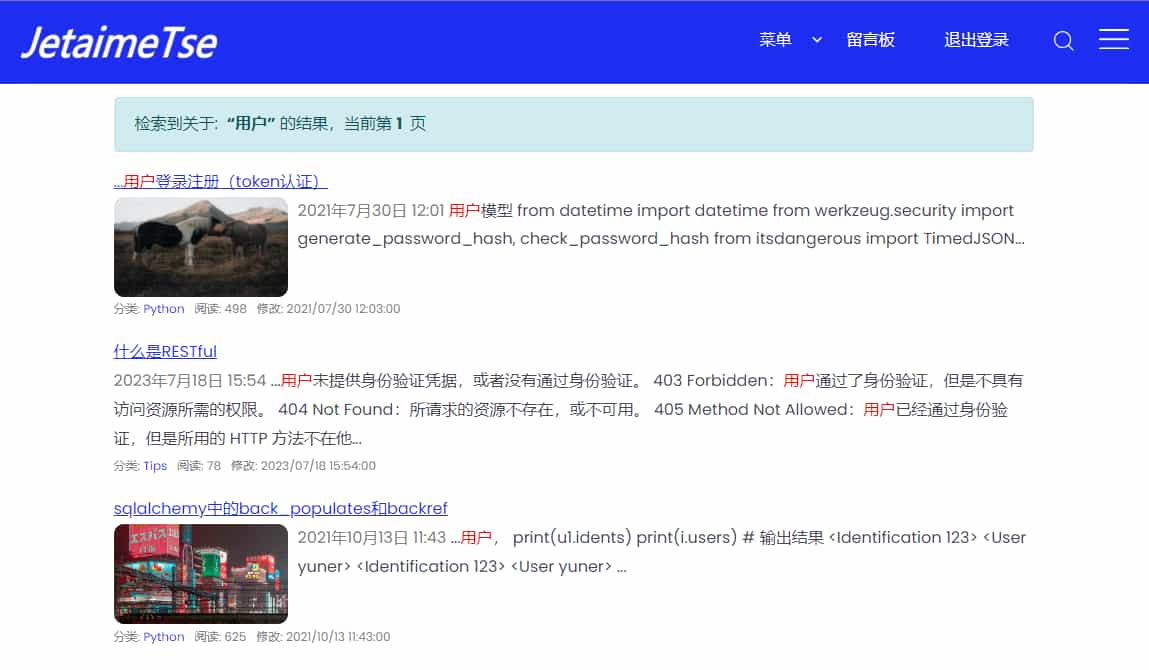 JetaimeTse
菜单 留言板 退出登录
检索到关于: “用户” 的结果，当前第 1 页
...用户登录注册（token认证）
2021年7月30日 12:01 用户模型 from datetime import datetime from werkzeug.security import
generate_password_hash, check_password_hash from itsdangerous import TimedJSON...
分类: Python 阅读: 498 修改: 2021/07/30 12:03:00
什么是RESTful
2023年7月18日 15:54 ...用户未提供身份验证凭据，或者没有通过身份验证。 403 Forbidden：用户通过了身份验证，但是不具有
访问资源所需的权限。 404 Not Found：所请求的资源不存在，或不可用。 405 Method Not Allowed：用户已经通过身份验
证，但是所用的 HTTP 方法不在他...
分类: Tips 阅读: 78 修改: 2023/07/18 15:54:00
sqlalchemy中的back_populates和backref
エスパス
2021年10月13日 11:43 ...用户， print(u1.idents) print(i.users) # 输出结果 <Identification 123> <User
yuner> <Identification 123> <User yuner> ...
分类: Python 阅读: 625 修改: 2021/10/13 11:43:00